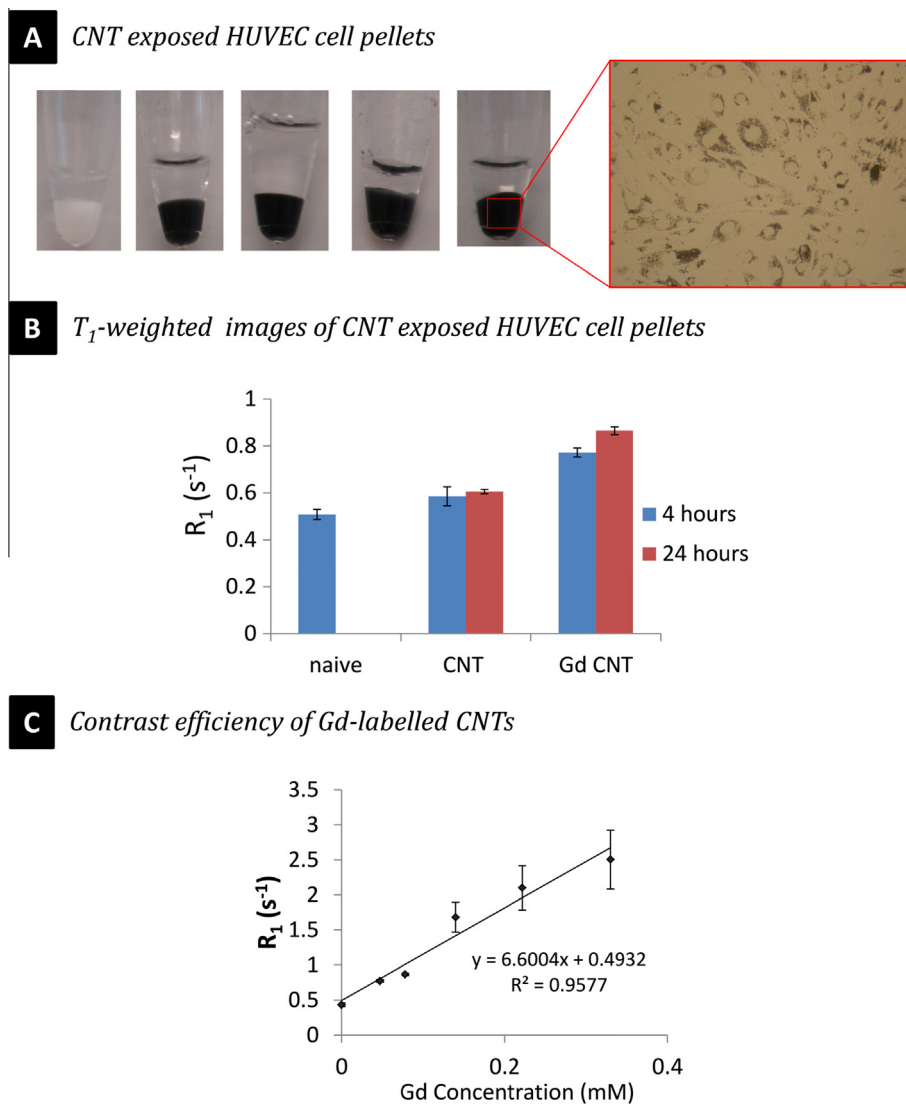 A CNT exposed HUVEC cell pellets
B T₁-weighted images of CNT exposed HUVEC cell pellets
1
0.8
0.6
0.4
0.2
0
R₁ (s⁻¹)
naive CNT Gd CNT
4 hours
24 hours
C Contrast efficiency of Gd-labelled CNTs
3.5
3
2.5
2
1.5
1
0.5
0
R₁ (s⁻¹)
y = 6.6004x + 0.4932
R² = 0.9577
0 0.2 0.4
Gd Concentration (mM)